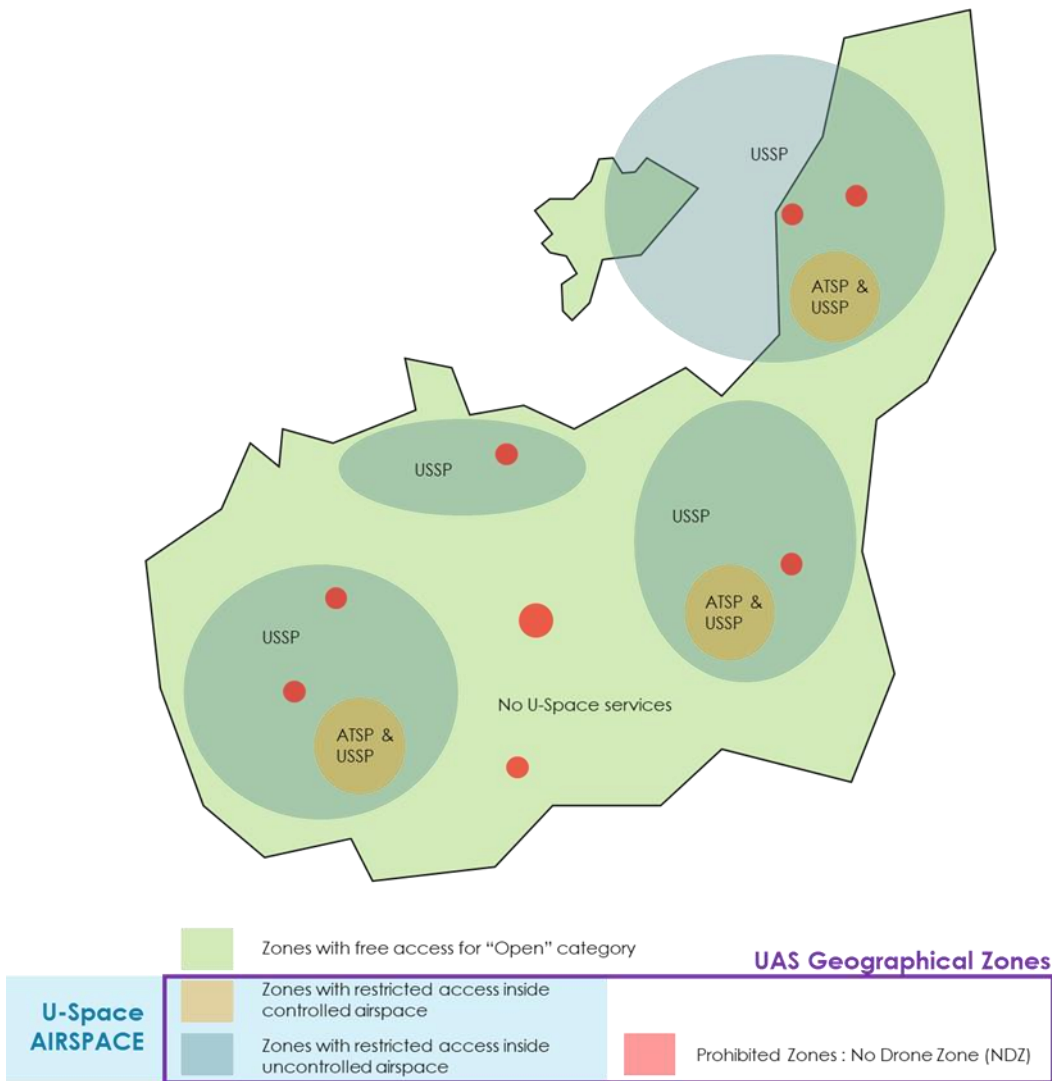 USSP
ATSP &
USSP
USSP
USSP
ATSP &
USSP
USSP
ATSP &
USSP
No U-Space services
Zones with free access for “Open” category
UAS Geographical Zones
U-Space
AIRSPACE
Zones with restricted access inside
controlled airspace
Zones with restricted access inside
uncontrolled airspace
Prohibited Zones : No Drone Zone (NDZ)